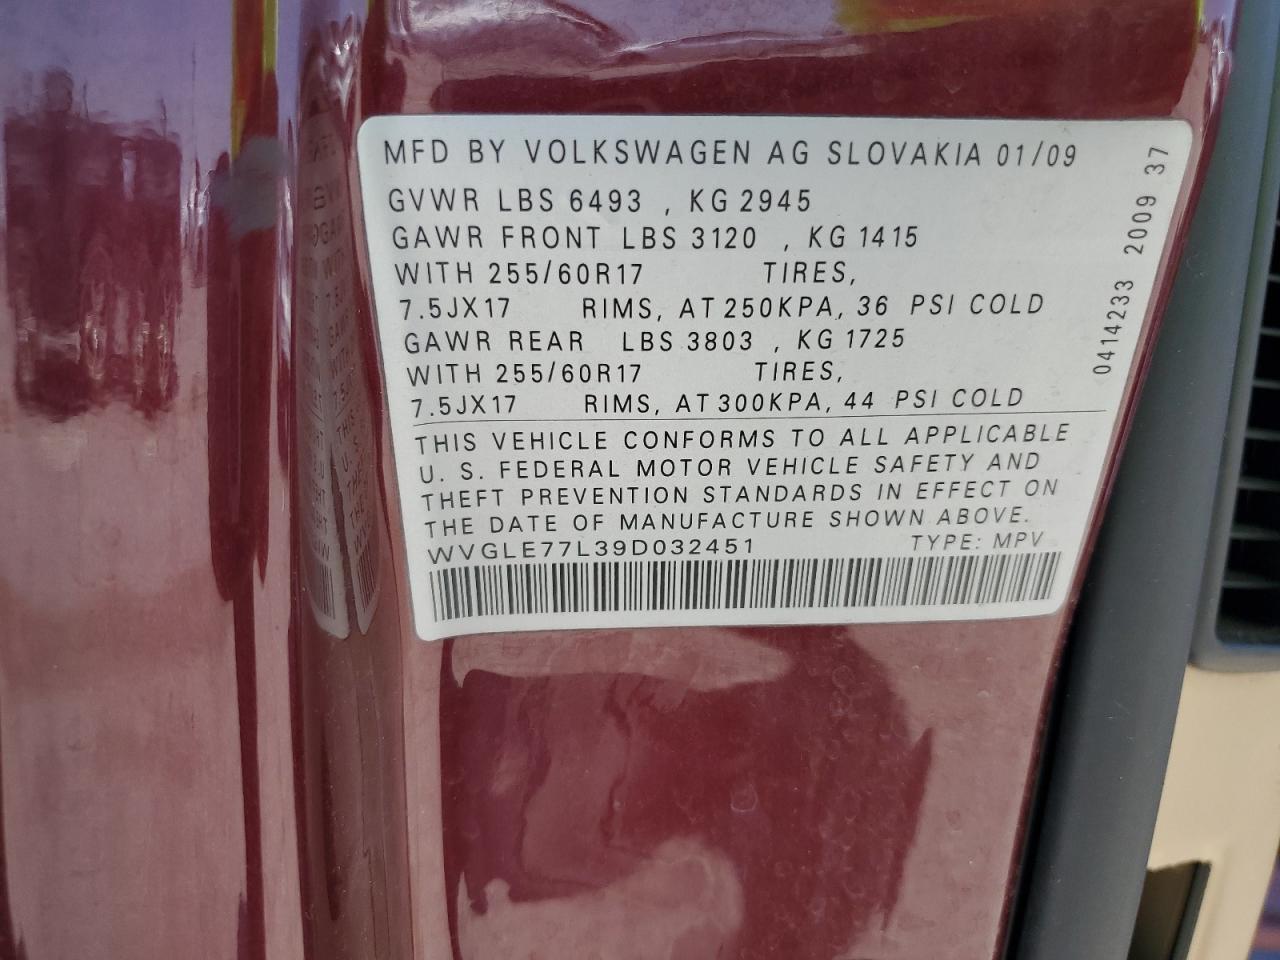 MFD BY VOLKSWAGEN AG SLOVAKIA 01/09
GVWR LBS 6493 , KG 2945
GAWR FRONT LBS 3120 , KG 1415
WITH 255/60R17 TIRES,
7.5JX17 RIMS, AT 250KPA, 36 PSI COLD
GAWR REAR LBS 3803 , KG 1725
WITH 255/60R17 TIRES,
7.5JX17 RIMS, AT 300KPA, 44 PSI COLD
THIS VEHICLE CONFORMS TO ALL APPLICABLE
U. S. FEDERAL MOTOR VEHICLE SAFETY AND
THEFT PREVENTION STANDARDS IN EFFECT ON
THE DATE OF MANUFACTURE SHOWN ABOVE.
WVGLE77L39D032451 TYPE: MPV
0414233 2009 37